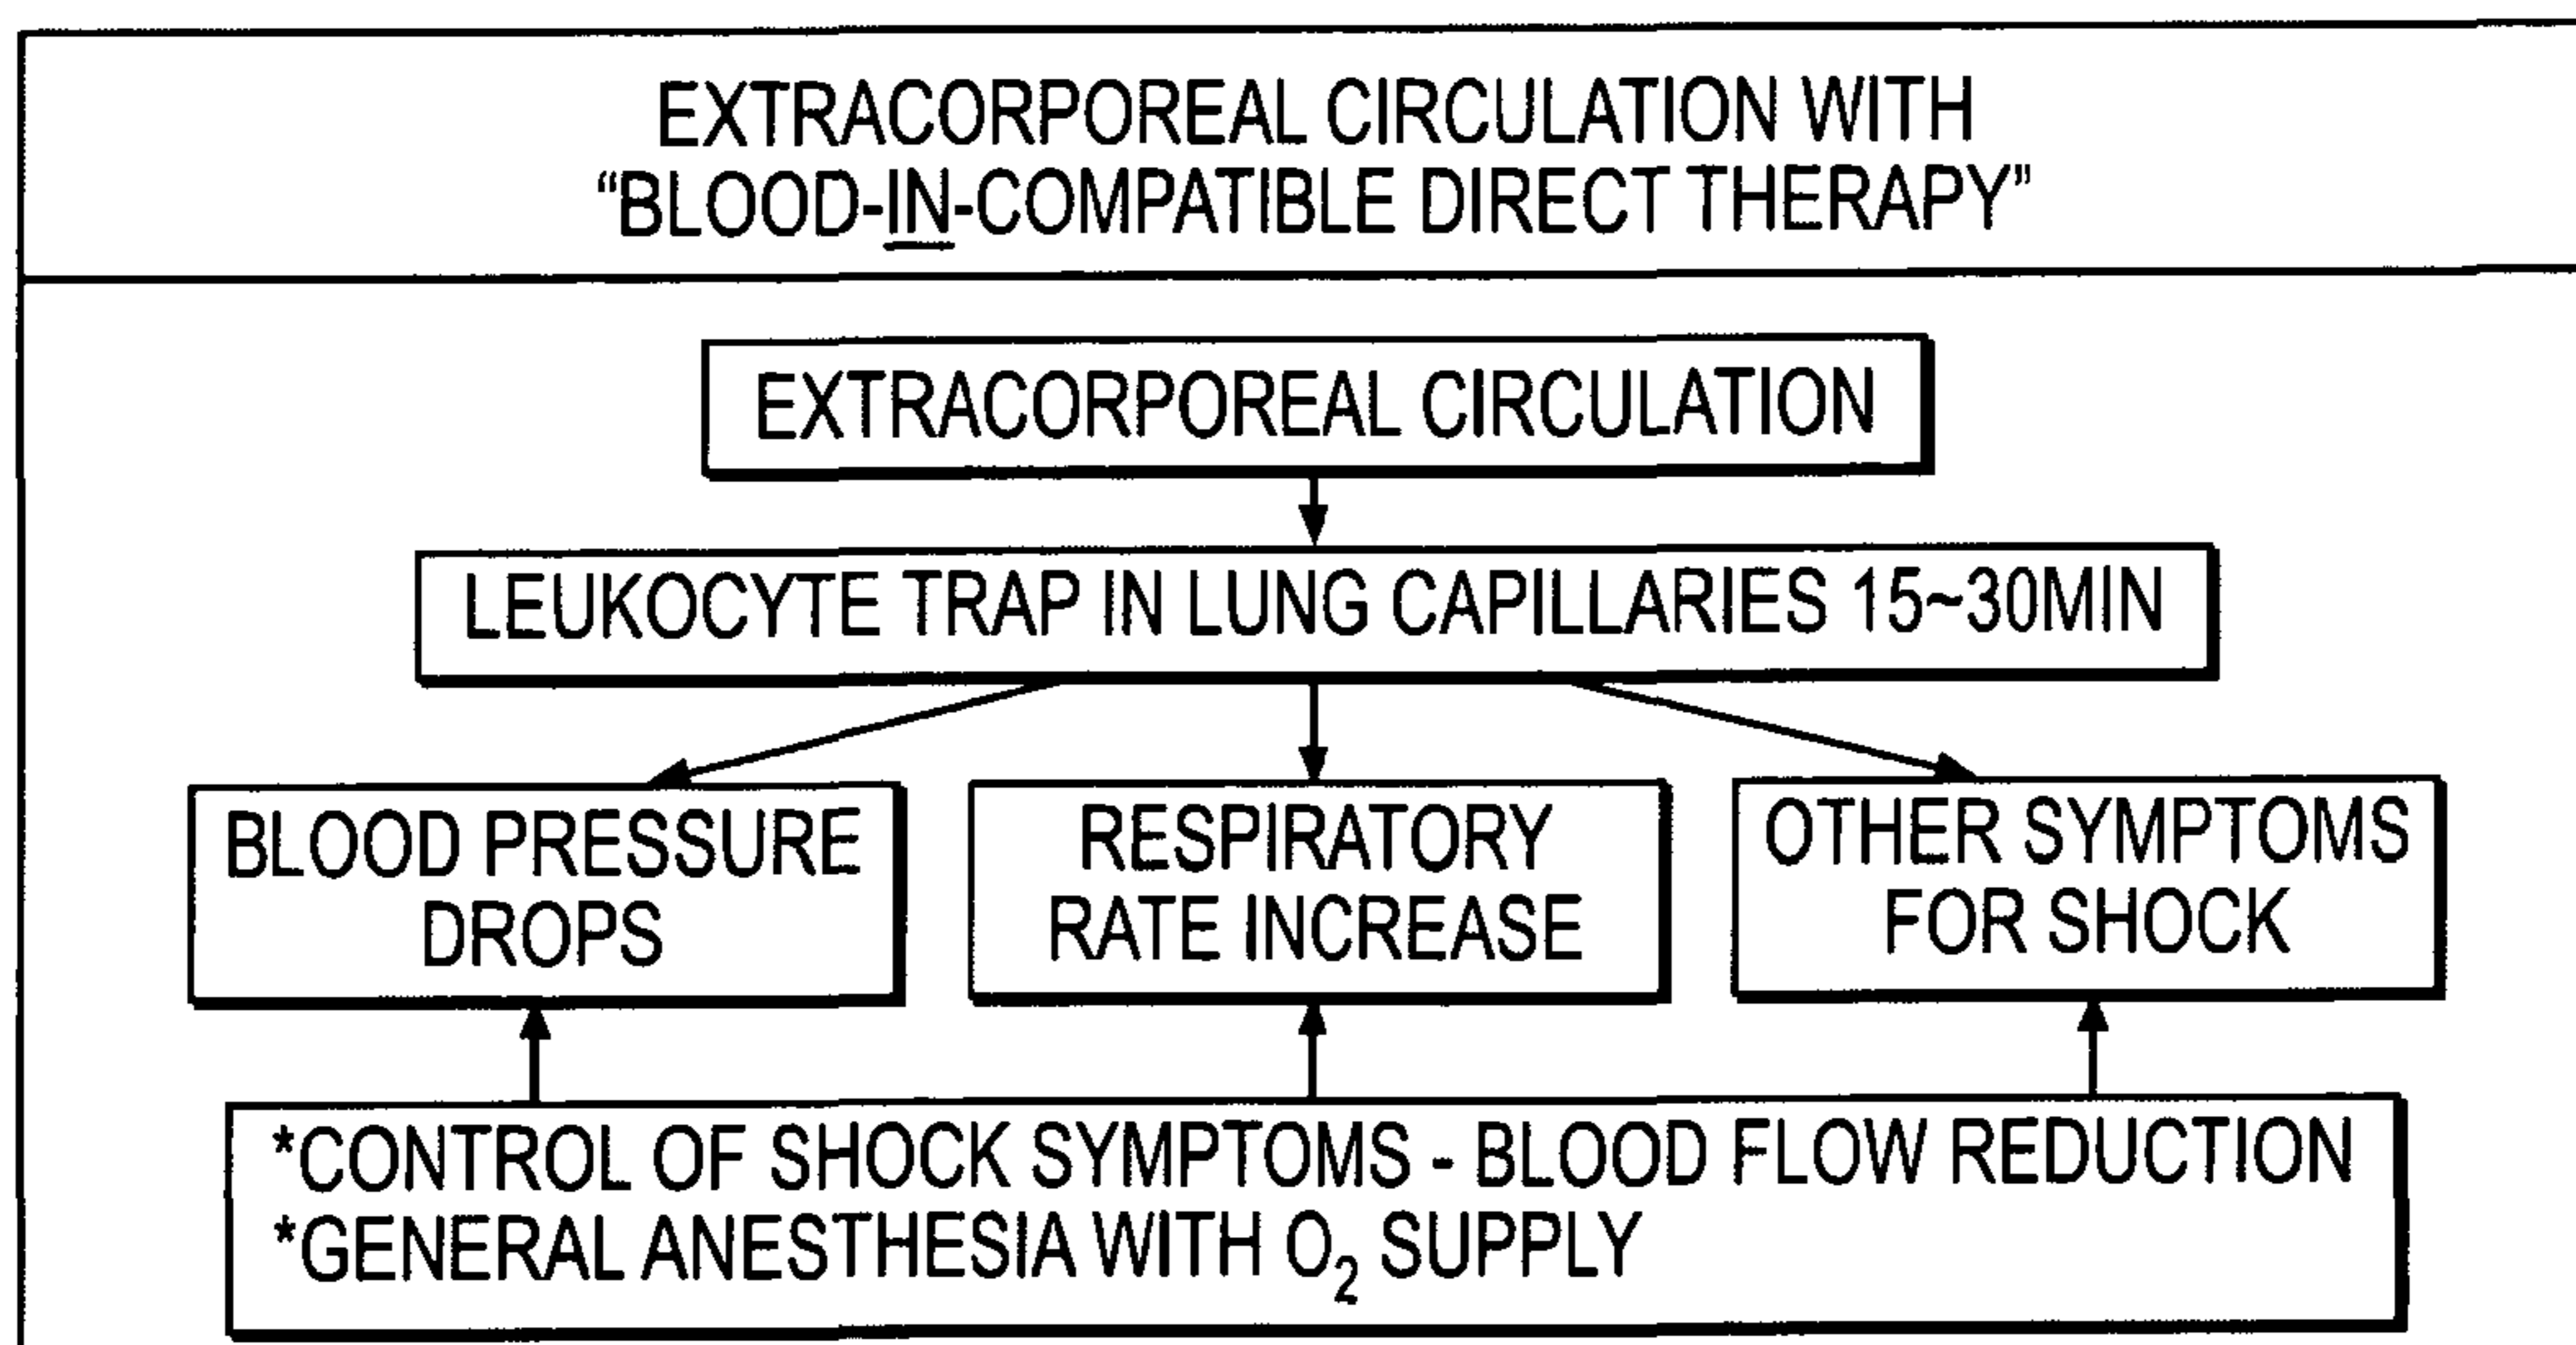 EXTRACORPOREAL CIRCULATION WITH
“BLOOD-IN-COMPATIBLE DIRECT THERAPY”
EXTRACORPOREAL CIRCULATION
LEUKOCYTE TRAP IN LUNG CAPILLARIES 15~30MIN
BLOOD PRESSURE
DROPS
RESPIRATORY
RATE INCREASE
OTHER SYMPTOMS
FOR SHOCK
*CONTROL OF SHOCK SYMPTOMS - BLOOD FLOW REDUCTION
*GENERAL ANESTHESIA WITH O₂ SUPPLY